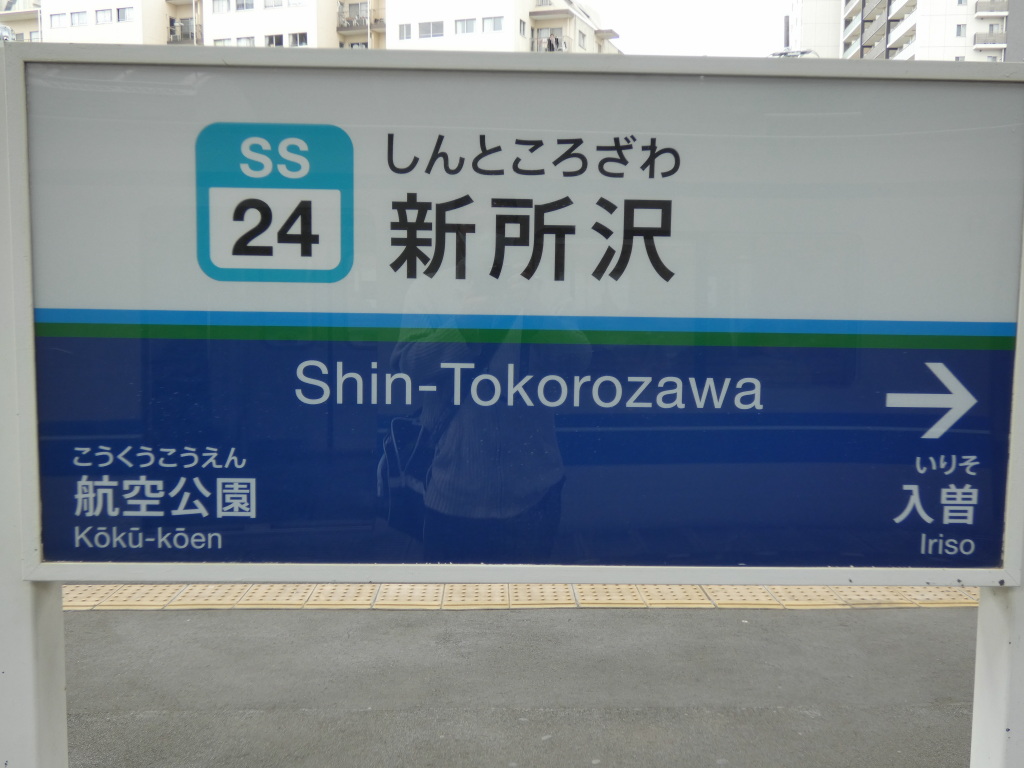 SS
24
しんところざわ
新所沢
Shin-Tokorozawa
こうくうこうえん
航空公園
Kōkū-kōen
→
いりそ
入曽
Iriso